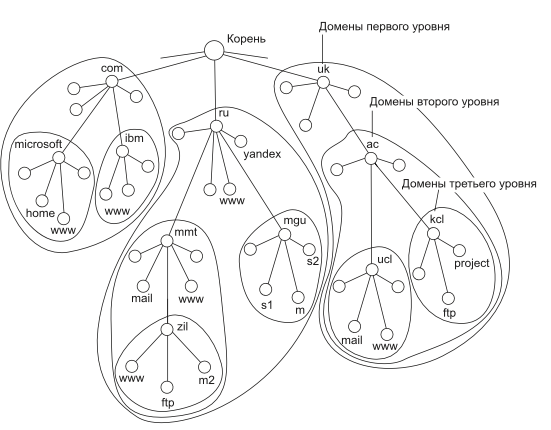 Домены первого уровня
Корень
com
uk
Домены второго уровня
ru
microsoft
ibm
yandex
ac
www
home
www
www
Домены третьего уровня
mmt
mgu
kcl
s2
ucl
project
mail
www
s1
m
ftp
zil
mail
www
www
m2
ftp